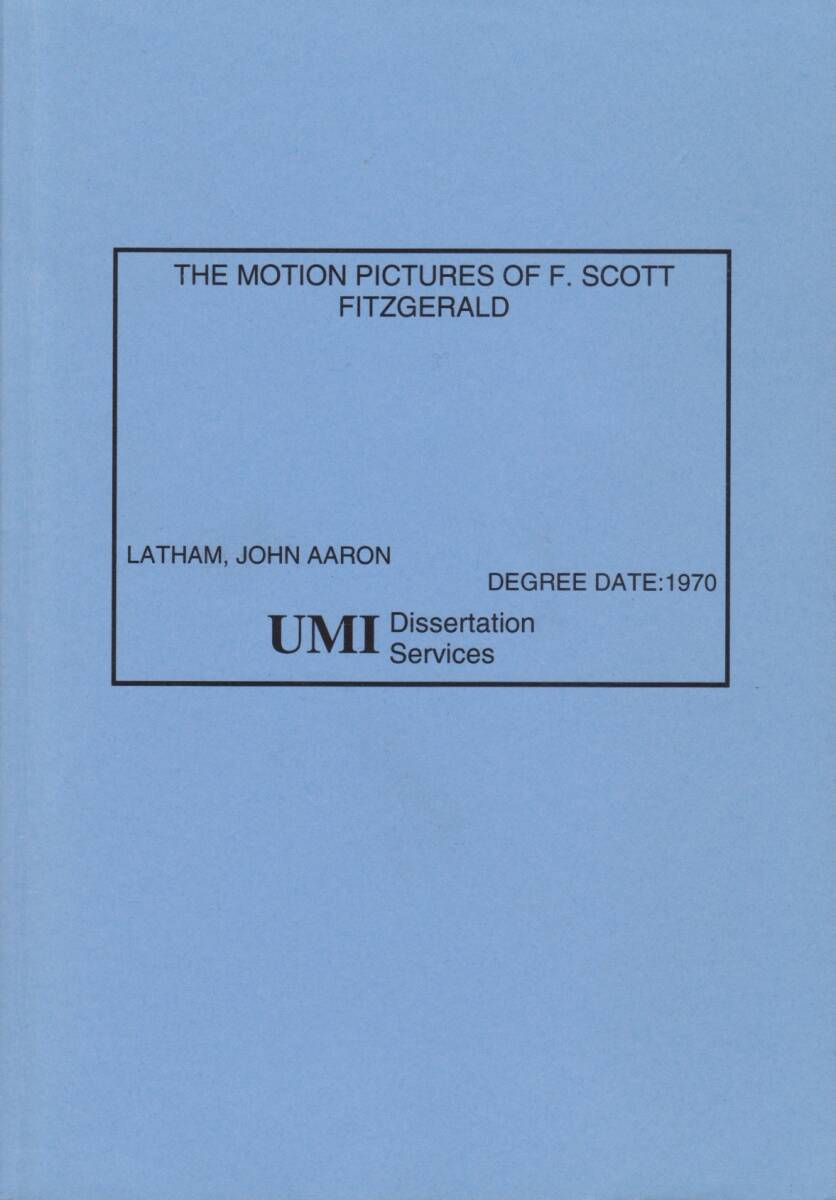 THE MOTION PICTURES OF F. SCOTT
FITZGERALD
LATHAM, JOHN AARON
DEGREE DATE:1970
UMI Dissertation
Services